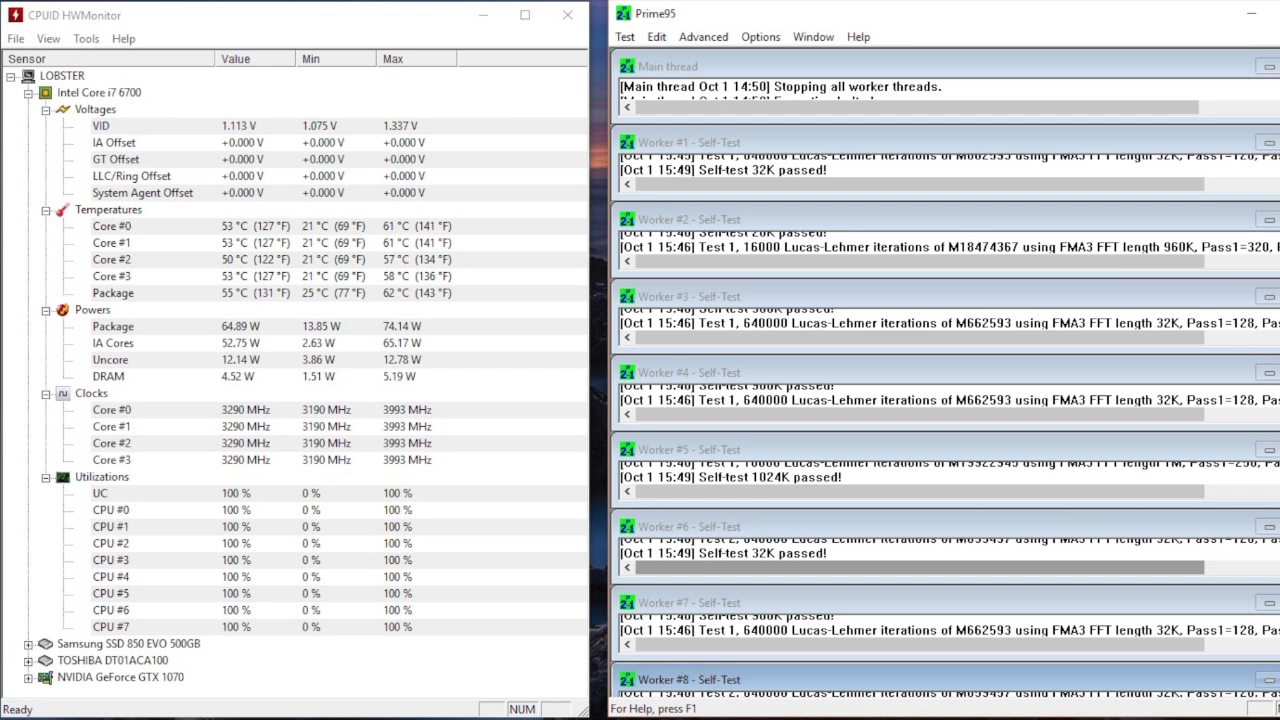 CPUID HWMonitor
File View Tools Help
Sensor Value Min Max
LOBSTER
Intel Core i7 6700
Voltages
VID 1.113 V 1.075 V 1.337 V
IA Offset +0.000 V +0.000 V +0.000 V
GT Offset +0.000 V +0.000 V +0.000 V
LLC/Ring Offset +0.000 V +0.000 V +0.000 V
System Agent Offset +0.000 V +0.000 V +0.000 V
Temperatures
Core #0 53 °C (127 °F) 21 °C (69 °F) 61 °C (141 °F)
Core #1 53 °C (127 °F) 21 °C (69 °F) 61 °C (141 °F)
Core #2 50 °C (122 °F) 21 °C (69 °F) 57 °C (134 °F)
Core #3 53 °C (127 °F) 21 °C (69 °F) 58 °C (136 °F)
Package 55 °C (131 °F) 25 °C (77 °F) 62 °C (143 °F)
Powers
Package 64.89 W 13.85 W 74.14 W
IA Cores 52.75 W 2.63 W 65.17 W
Uncore 12.14 W 3.86 W 12.78 W
DRAM 4.52 W 1.51 W 5.19 W
Clocks
Core #0 3290 MHz 3190 MHz 3993 MHz
Core #1 3290 MHz 3190 MHz 3993 MHz
Core #2 3290 MHz 3190 MHz 3993 MHz
Core #3 3290 MHz 3190 MHz 3993 MHz
Utilizations
UC 100 % 0 % 100 %
CPU #0 100 % 0 % 100 %
CPU #1 100 % 0 % 100 %
CPU #2 100 % 0 % 100 %
CPU #3 100 % 0 % 100 %
CPU #4 100 % 0 % 100 %
CPU #5 100 % 0 % 100 %
CPU #6 100 % 0 % 100 %
CPU #7 100 % 0 % 100 %
Samsung SSD 850 EVO 500GB
TOSHIBA DT01ACA100
NVIDIA GeForce GTX 1070
Ready NUM
Prime95
Test Edit Advanced Options Window Help
Main thread
[Main thread Oct 1 14:50] Stopping all worker threads.
Worker #1 - Self-Test
[Oct 1 15:49] Test 1, 640000 Lucas-Lehmer iterations of M662593 using FMA3 FFT length 32K, Pass1=128,
[Oct 1 15:49] Self-test 32K passed!
Worker #2 - Self-Test
[Oct 1 15:46] Test 1, 16000 Lucas-Lehmer iterations of M18474367 using FMA3 FFT length 960K, Pass1=320,
Worker #3 - Self-Test
[Oct 1 15:46] Test 1, 640000 Lucas-Lehmer iterations of M662593 using FMA3 FFT length 32K, Pass1=128,
Worker #4 - Self-Test
[Oct 1 15:46] Test 1, 640000 Lucas-Lehmer iterations of M662593 using FMA3 FFT length 32K, Pass1=128,
Worker #5 - Self-Test
[Oct 1 15:49] Self-test 1024K passed!
Worker #6 - Self-Test
[Oct 1 15:49] Self-test 32K passed!
Worker #7 - Self-Test
[Oct 1 15:46] Test 1, 640000 Lucas-Lehmer iterations of M662593 using FMA3 FFT length 32K, Pass1=128,
Worker #8 - Self-Test
For Help, press F1